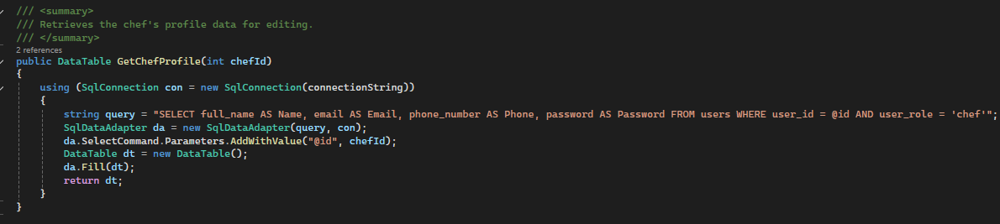 /// <summary>
/// Retrieves the chef's profile data for editing.
/// </summary>
2 references
public DataTable GetChefProfile(int chefId)
{
    using (SqlConnection con = new SqlConnection(connectionString))
    {
        string query = "SELECT full_name AS Name, email AS Email, phone_number AS Phone, password AS Password FROM users WHERE user_id = @id AND user_role = 'chef'";
        SqlDataAdapter da = new SqlDataAdapter(query, con);
        da.SelectCommand.Parameters.AddWithValue("@id", chefId);
        DataTable dt = new DataTable();
        da.Fill(dt);
        return dt;
    }
}